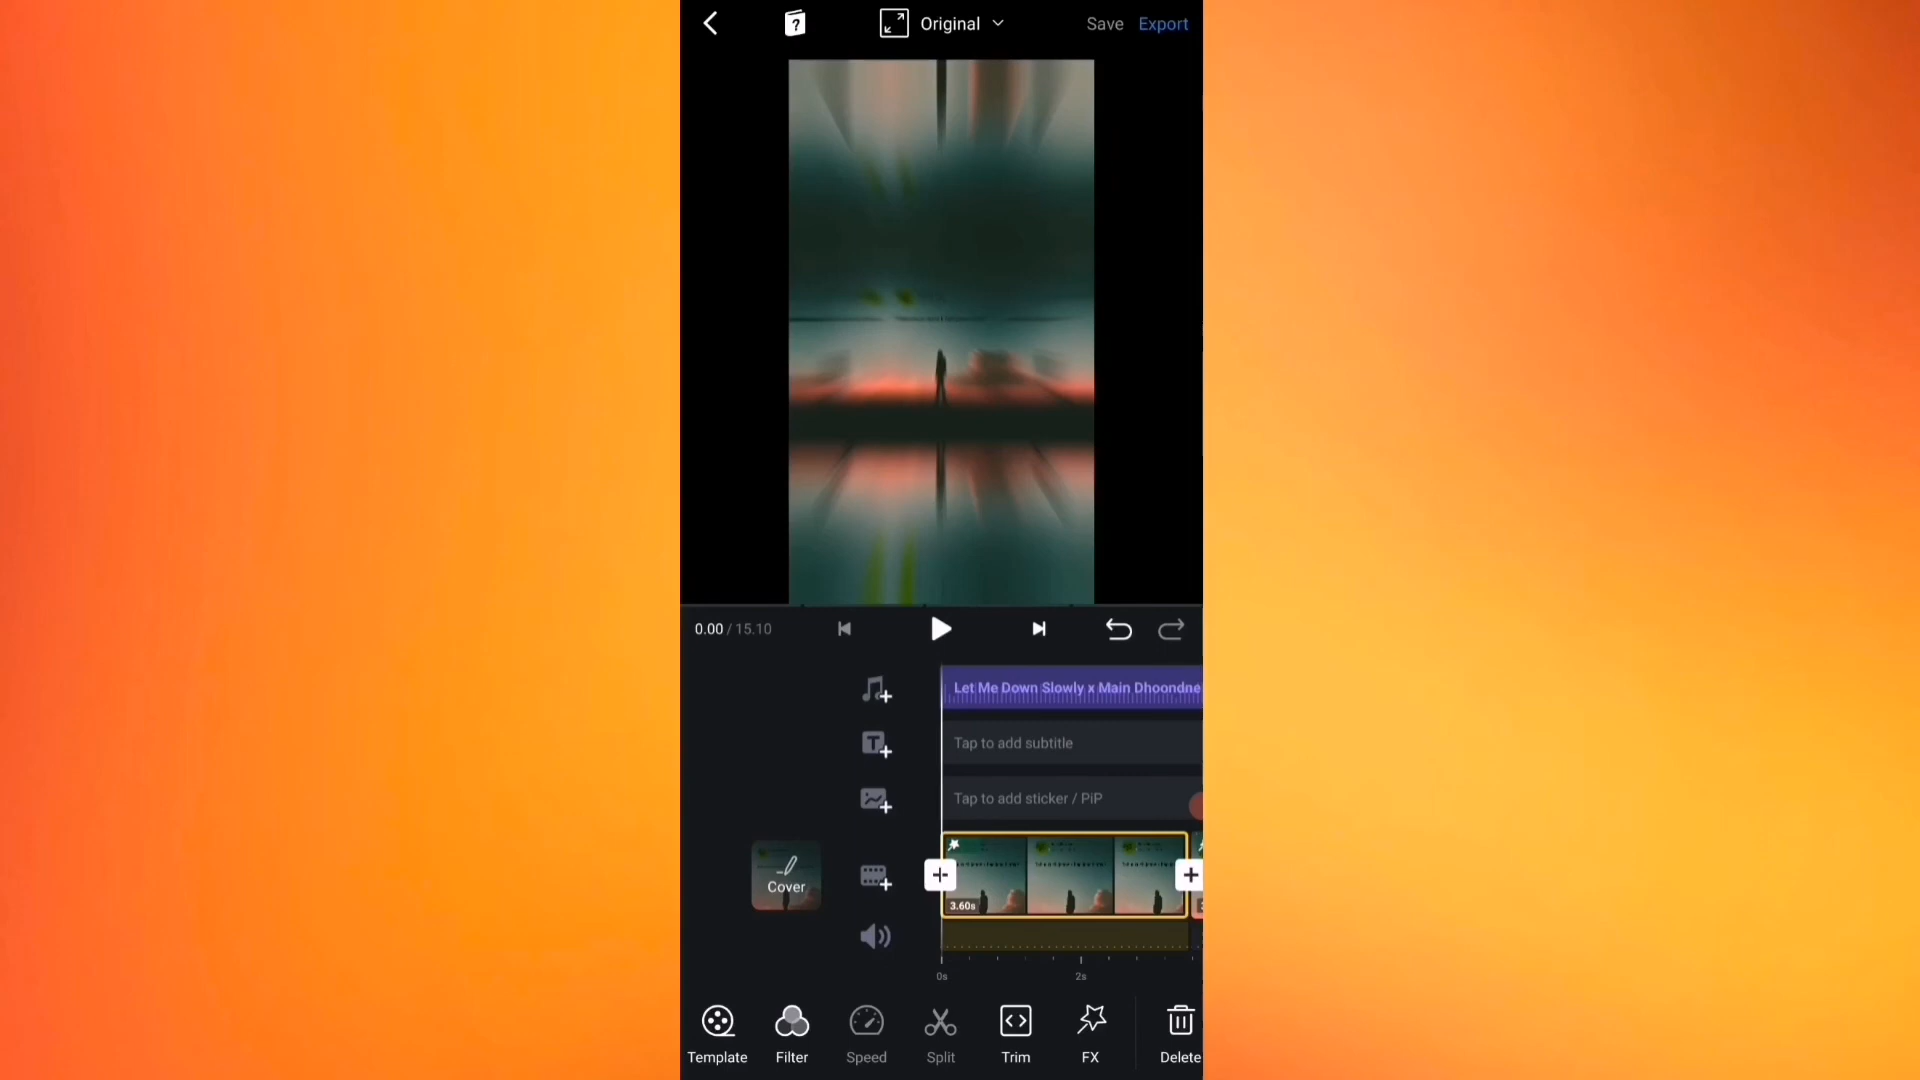 Original
Save
Export
0.00 / 15.10
Let Me Down Slowly x Main Dhoondne
Tap to add subtitle
Tap to add sticker / PiP
Cover
3.60s
0s
2s
Template
Filter
Speed
Split
Trim
FX
Delete